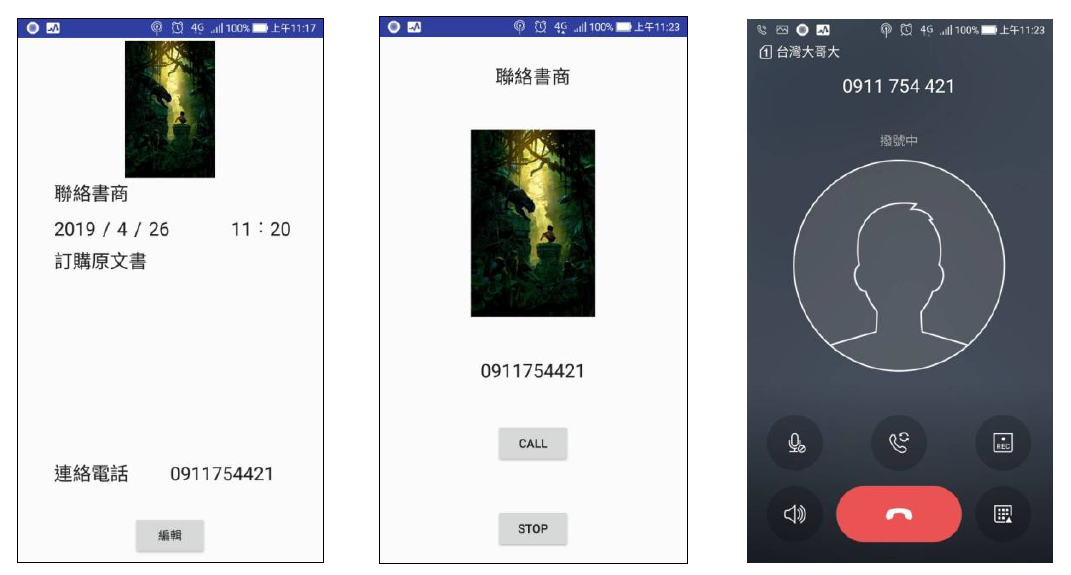 4G 100% 上午11:17
聯絡書商
2019 / 4 / 26 11：20
訂購原文書
連絡電話 0911754421
編輯
4G 100% 上午11:23
聯絡書商
0911754421
CALL
STOP
4G 100% 上午11:23
1 台灣大哥大
0911 754 421
撥號中
REC